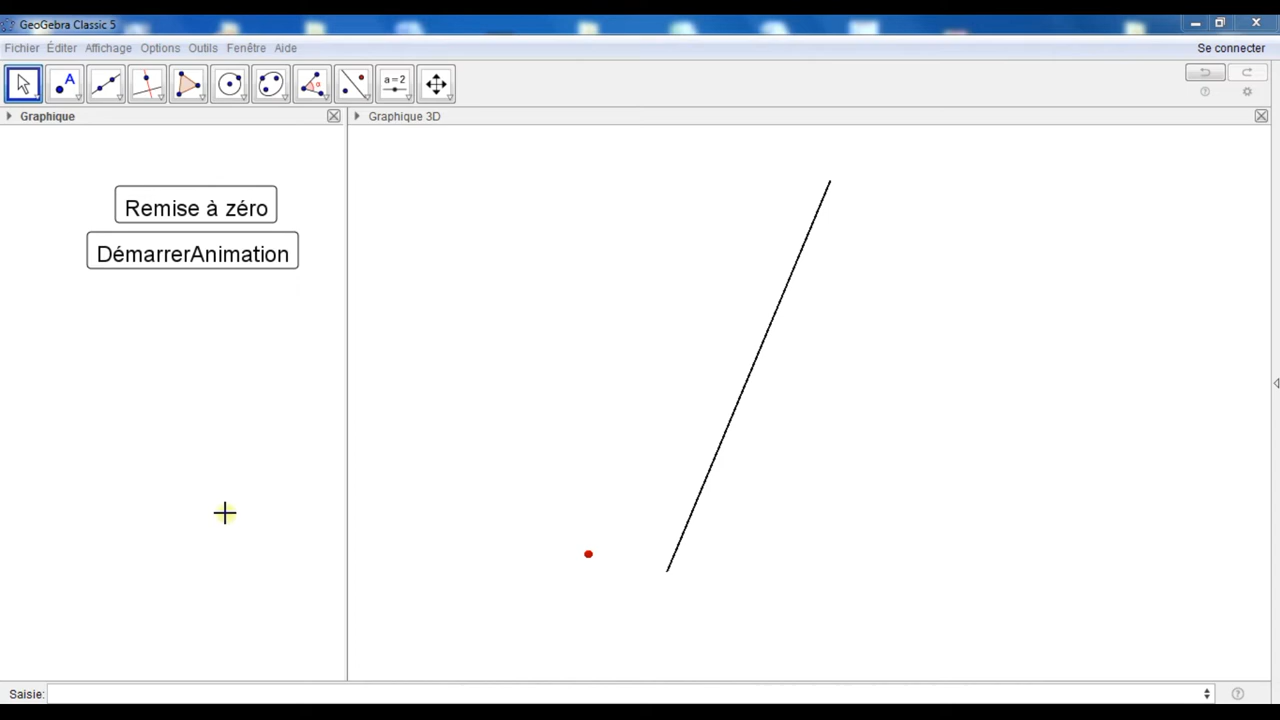 GeoGebra Classic 5
Fichier Éditer Affichage Options Outils Fenêtre Aide
Se connecter
A
α
a=2
Graphique
Graphique 3D
Remise à zéro
DémarrerAnimation
Saisie: